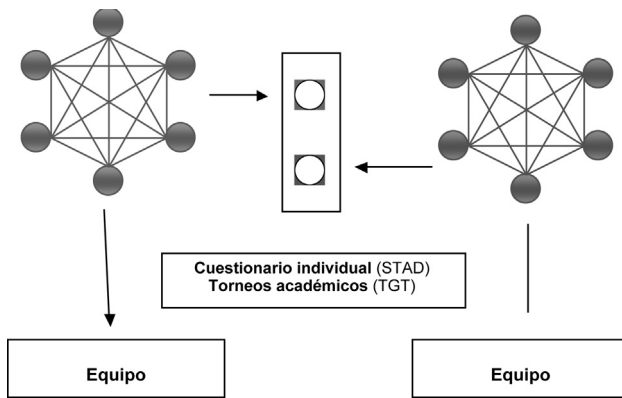 Cuestionario individual (STAD)
Torneos académicos (TGT)
Equipo
Equipo